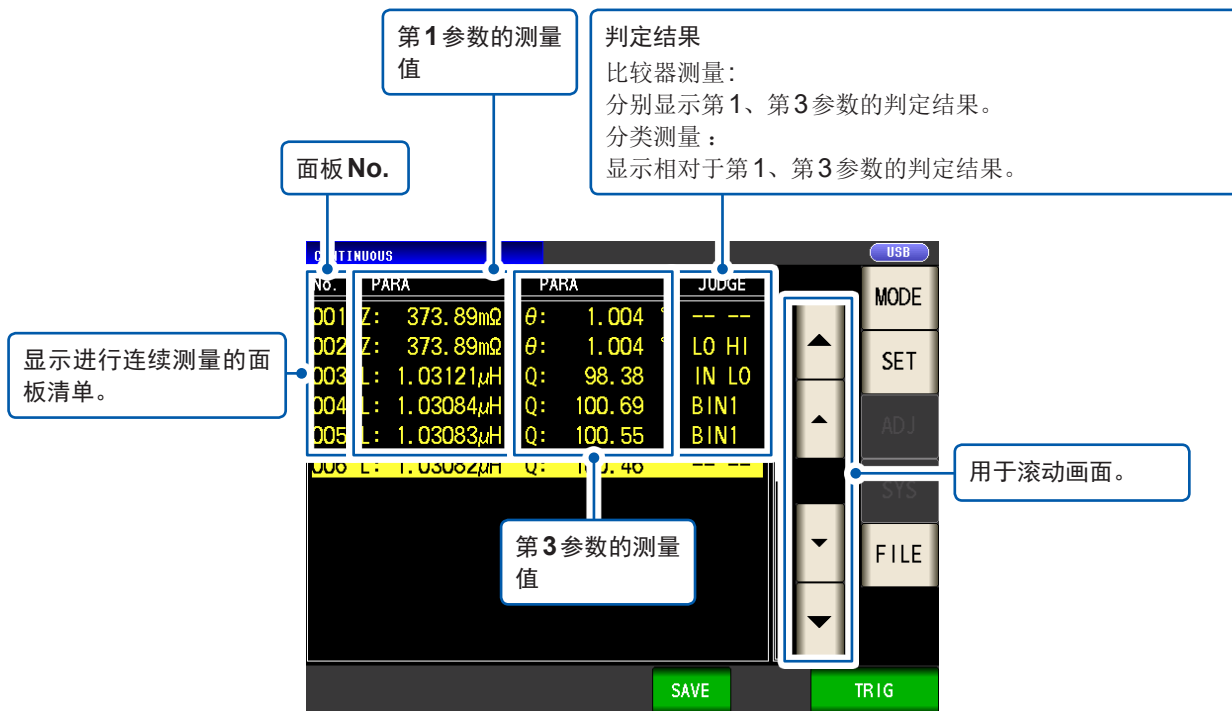 第1参数的测量
值
判定结果
比较器测量:
分别显示第1、第3参数的判定结果。
分类测量：
显示相对于第1、第3参数的判定结果。
面板No.
显示进行连续测量的面
板清单。
USB
No. PARA PARA JUDGE
001 Z: 373.89mΩ θ: 1.004 ° -- --
002 Z: 373.89mΩ θ: 1.004 ° LO HI
003 L: 1.03121μH Q: 98.38 IN LO
004 L: 1.03084μH Q: 100.69 BIN1
005 L: 1.03083μH Q: 100.55 BIN1
006 L: 1.03082μH Q: -- --
MODE
SET
ADJ
SYS
FILE
用于滚动画面。
第3参数的测量
值
SAVE
TRIG